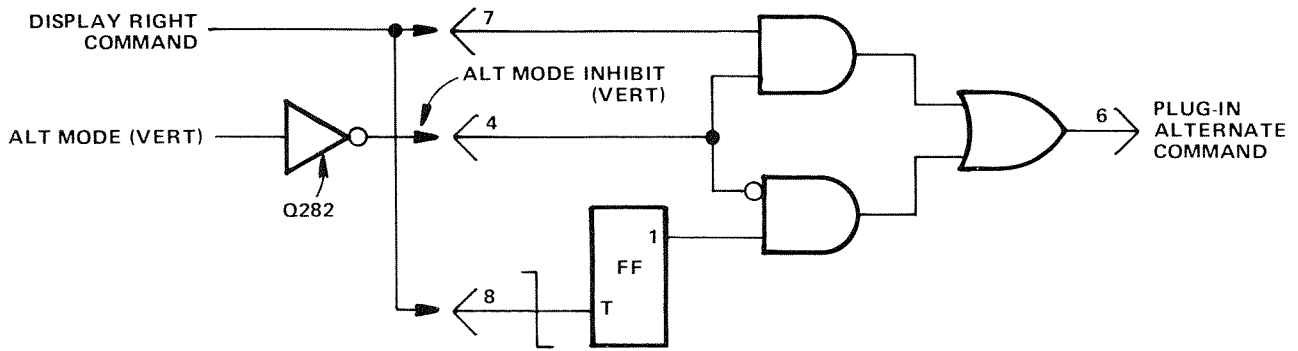 DISPLAY RIGHT
COMMAND
7
ALT MODE INHIBIT
(VERT)
ALT MODE (VERT)
4
6
PLUG-IN
ALTERNATE
COMMAND
Q282
1
FF
T
8